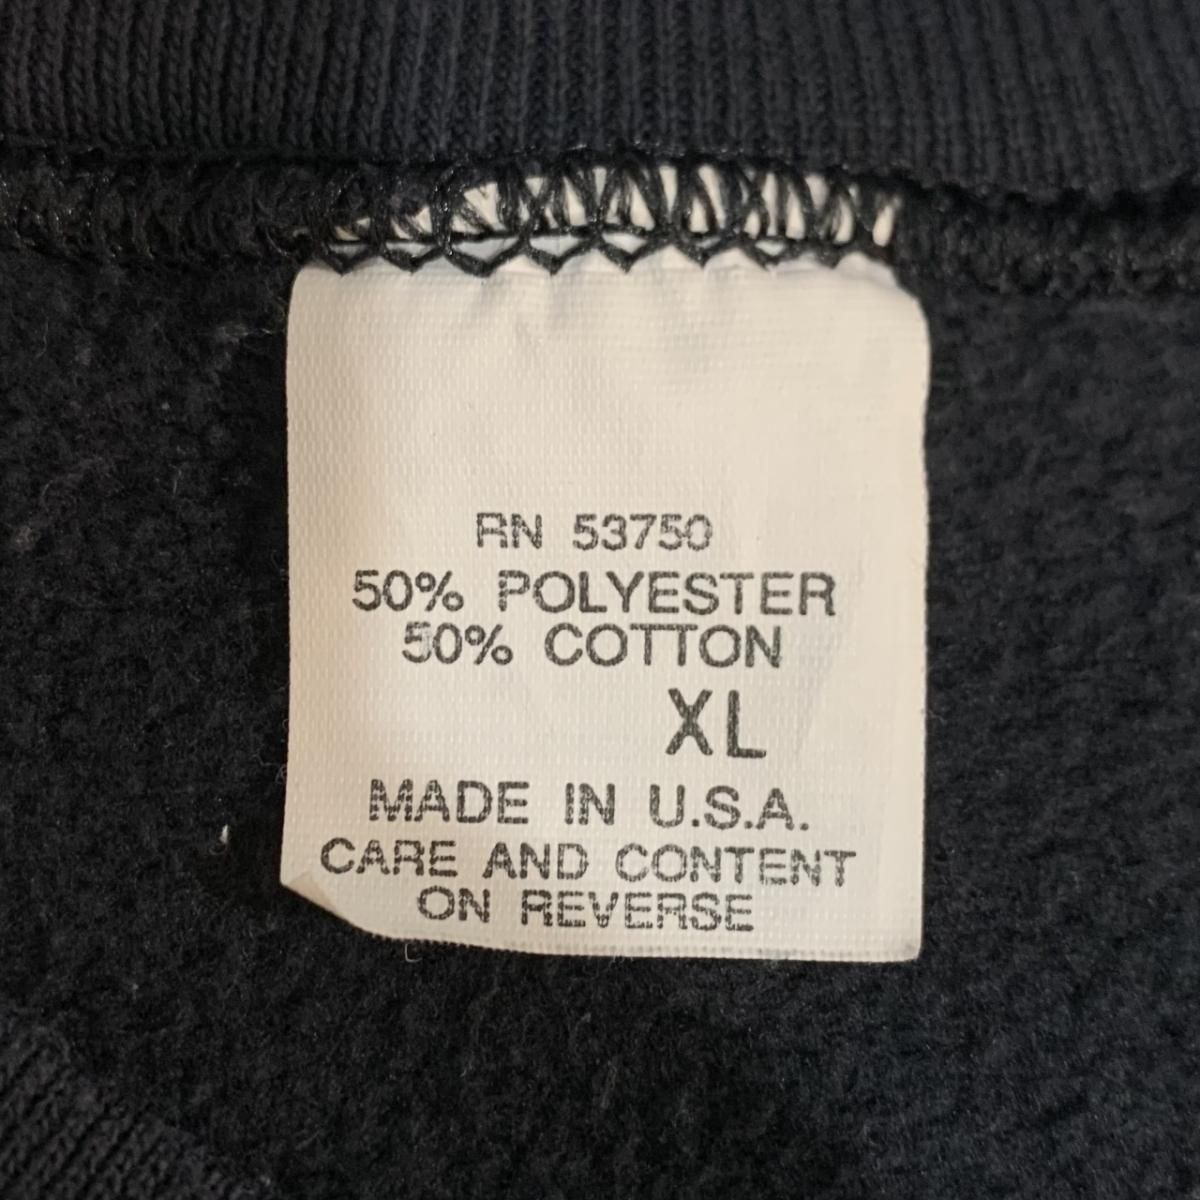 RN 53750
50% POLYESTER
50% COTTON
XL
MADE IN U.S.A.
CARE AND CONTENT
ON REVERSE